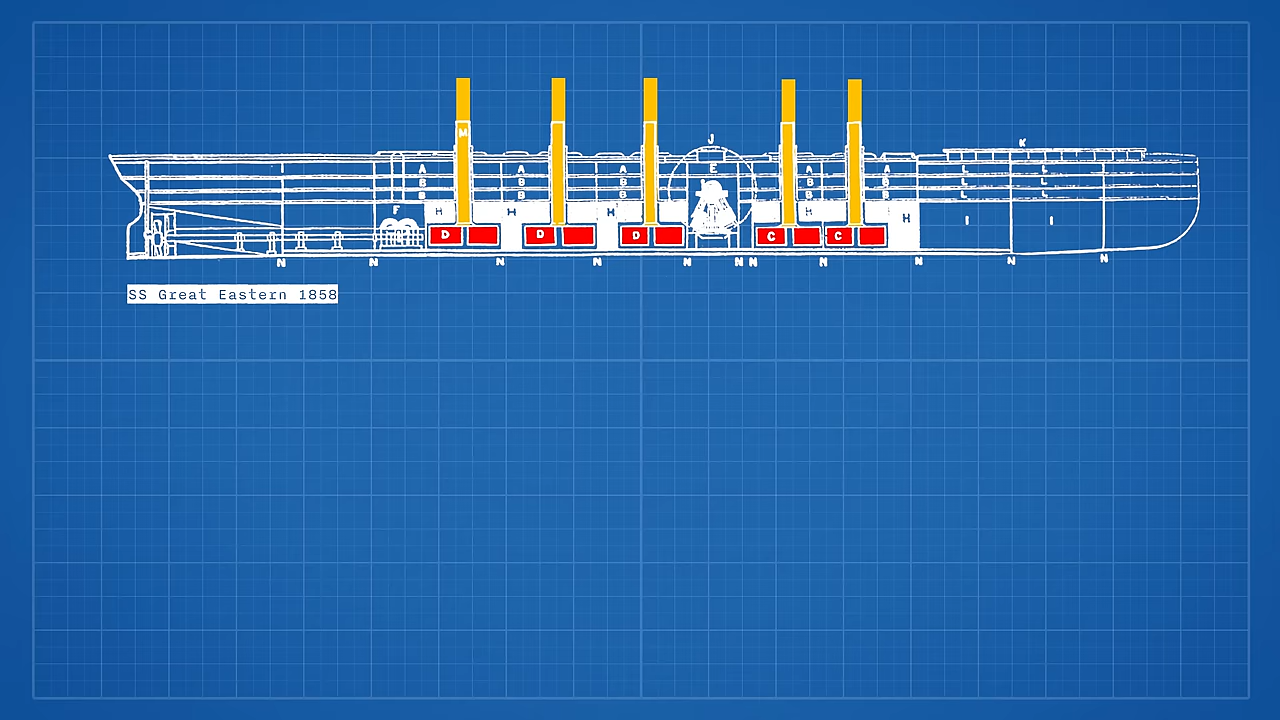 J
K
M
A A A E A A L L
B B B B B L L
B B B B B L L
F H H H H H I I
D D D C C
N N N N N N N N N N N
SS Great Eastern 1858